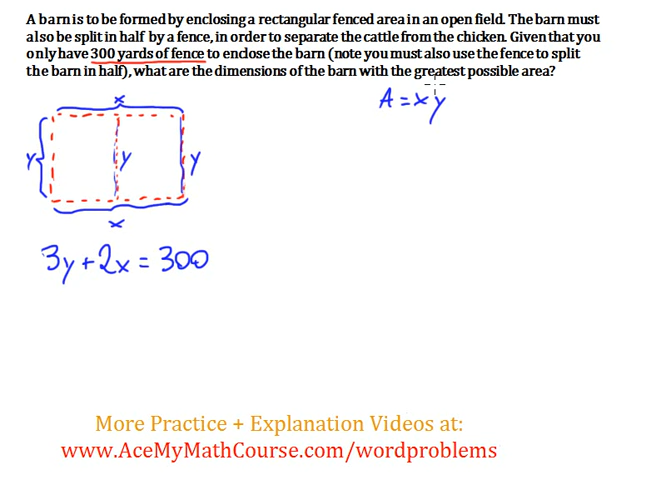 A barn is to be formed by enclosing a rectangular fenced area in an open field. The barn must
also be split in half by a fence, in order to separate the cattle from the chicken. Given that you
only have 300 yards of fence to enclose the barn (note you must also use the fence to split
the barn in half), what are the dimensions of the barn with the greatest possible area?
A = xy
x
y y y
x
3y + 2x = 300
More Practice + Explanation Videos at:
www.AceMyMathCourse.com/wordproblems